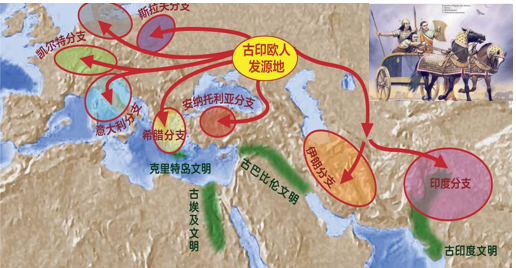 斯拉夫分支
凯尔特分支
古印欧人
发源地
意大利分支
希腊分支
安纳托利亚分支
克里特岛文明
古埃及文明
古巴比伦文明
伊朗分支
印度分支
古印度文明